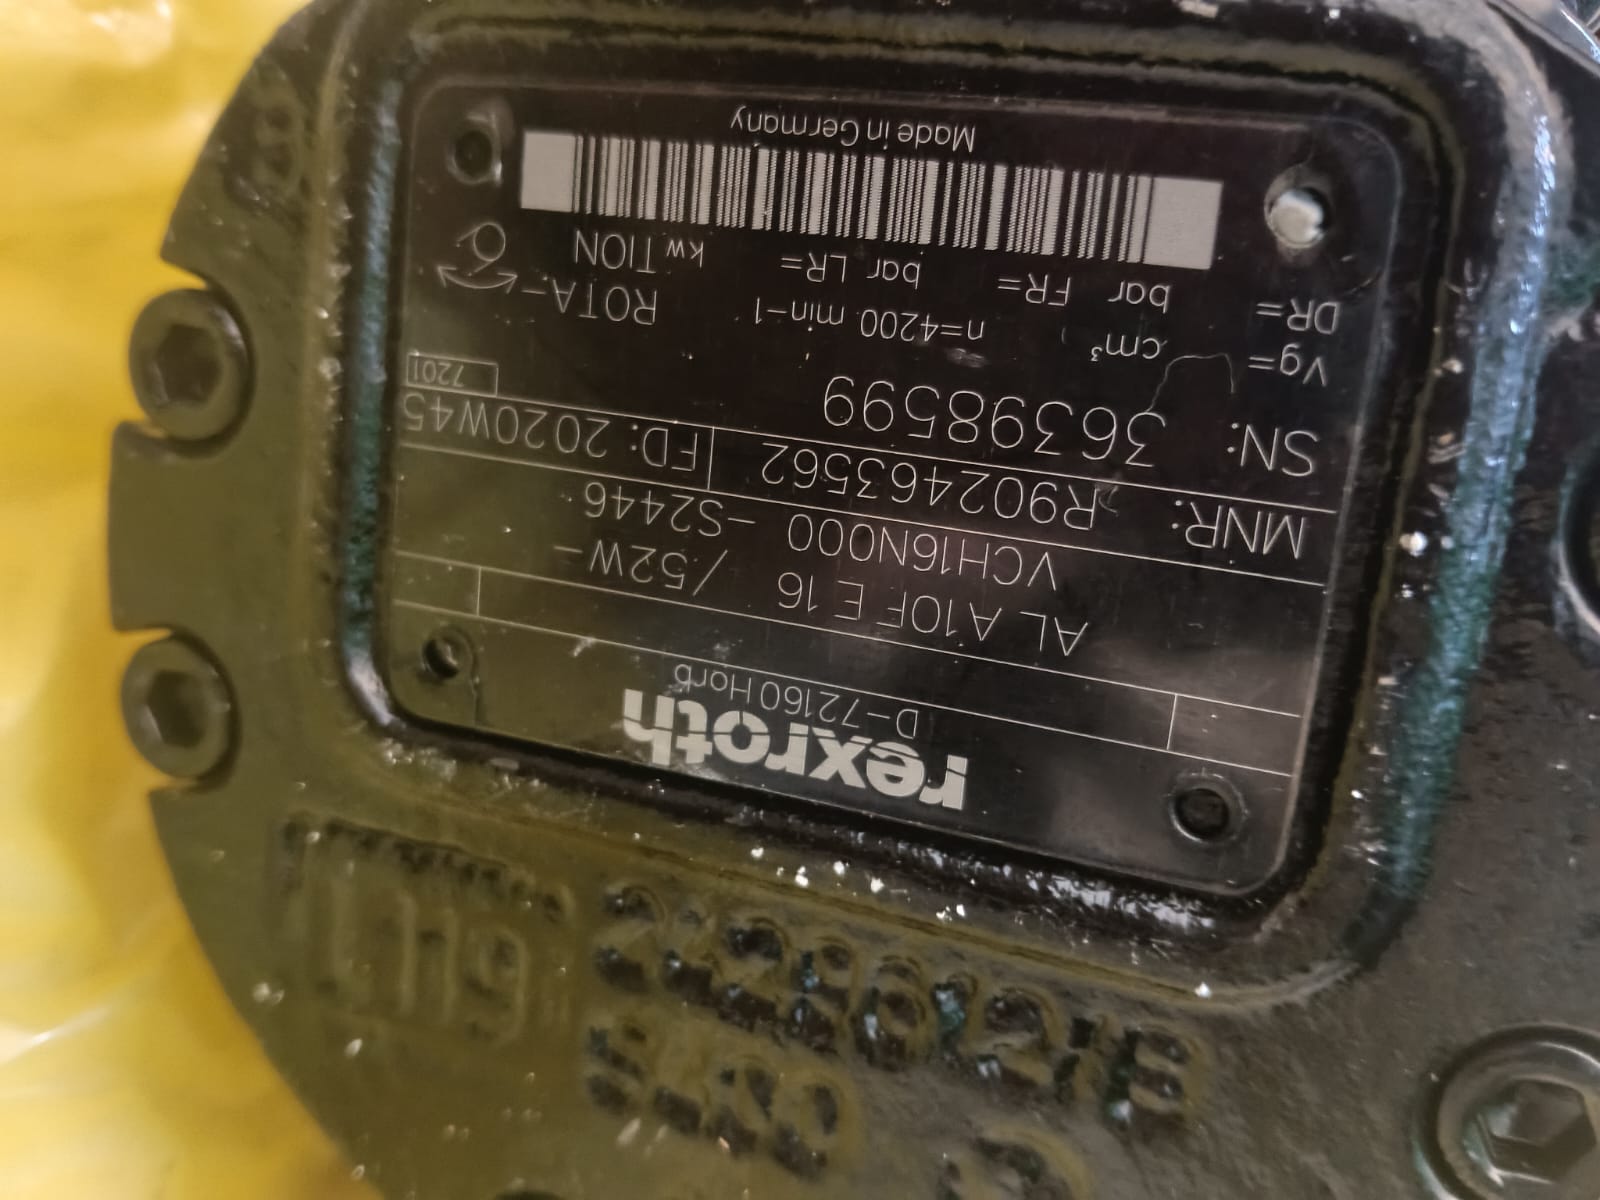 rexroth
D-72160 Horb
AL A10F E 16 /52W-
VCH16N000 -S2446
MNR: R902463562 FD: 2020W45
SN: 36398599 7201
Vg= cm³ n=4200 min-1 ROTA-
DR= bar FR= bar LR= kw TION
Made in Germany